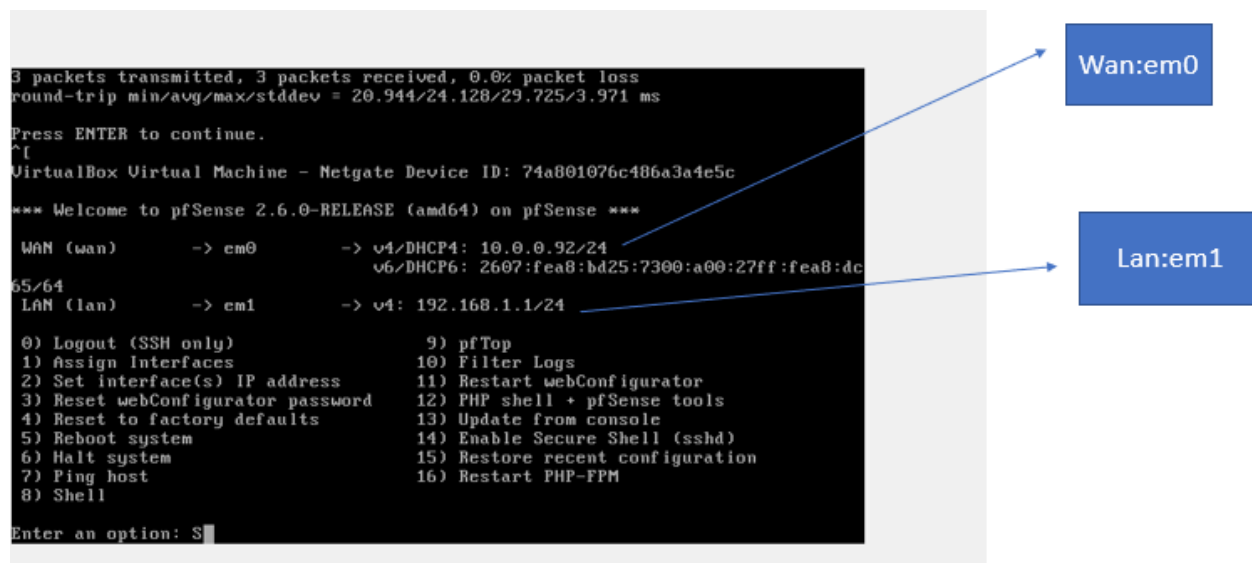 3 packets transmitted, 3 packets received, 0.0% packet loss
round-trip min/avg/max/stddev = 20.944/24.128/29.725/3.971 ms
Press ENTER to continue.
^[
VirtualBox Virtual Machine - Netgate Device ID: 74a801076c486a3a4e5c
*** Welcome to pfSense 2.6.0-RELEASE (amd64) on pfSense ***
WAN (wan)       -> em0        -> v4/DHCP4: 10.0.0.92/24
v6/DHCP6: 2607:fea8:bd25:7300:a00:27ff:fea8:dc
65/64
LAN (lan)       -> em1        -> v4: 192.168.1.1/24
0) Logout (SSH only)                  9) pfTop
1) Assign Interfaces                 10) Filter Logs
2) Set interface(s) IP address       11) Restart webConfigurator
3) Reset webConfigurator password    12) PHP shell + pfSense tools
4) Reset to factory defaults         13) Update from console
5) Reboot system                     14) Enable Secure Shell (sshd)
6) Halt system                       15) Restore recent configuration
7) Ping host                         16) Restart PHP-FPM
8) Shell
Enter an option: S
Wan:em0
Lan:em1